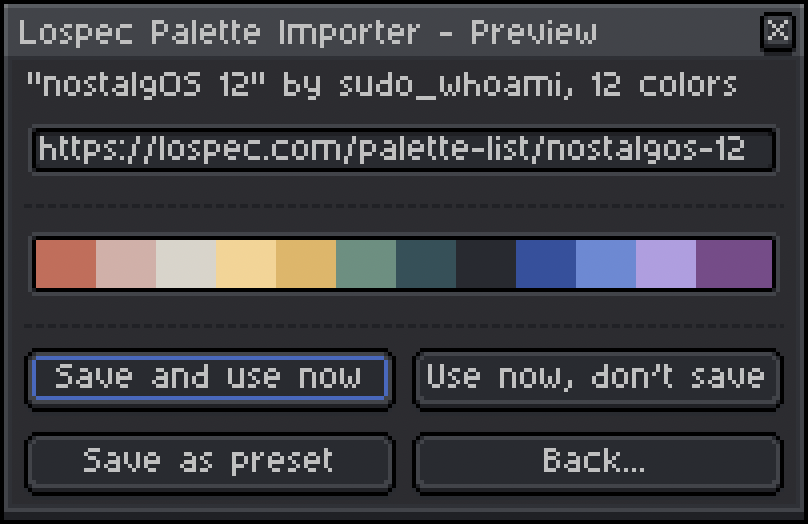 Lospec Palette Importer - Preview
"nostalgOS 12" by sudo_whoami, 12 colors
https://lospec.com/palette-list/nostalgos-12
Save and use now
Use now, don't save
Save as preset
Back...